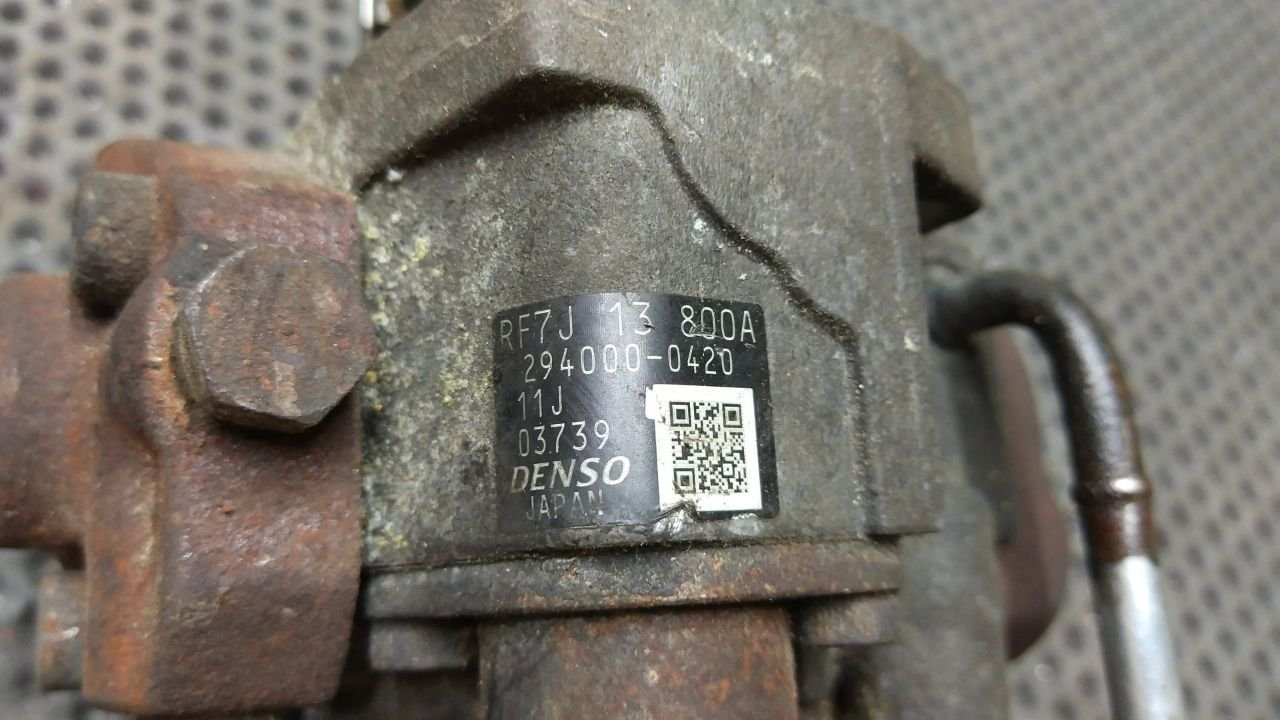 RF7J 13 800A
294000-0420
11J
03739
DENSO
JAPAN